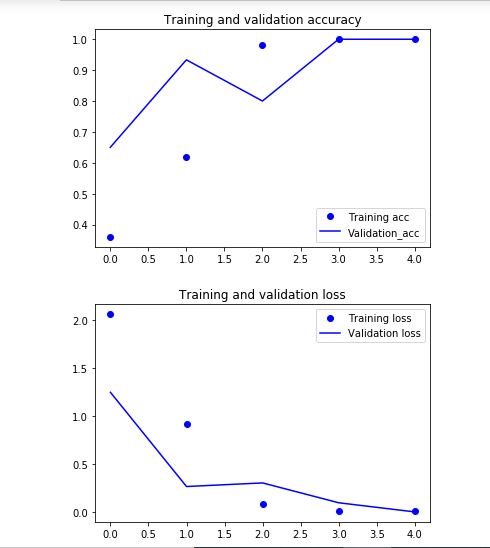 Training and validation accuracy
1.0
0.9
0.8
0.7
0.6
0.5
0.4
Training acc
Validation_acc
0.0 0.5 1.0 1.5 2.0 2.5 3.0 3.5 4.0
Training and validation loss
2.0
1.5
1.0
0.5
0.0
Training loss
Validation loss
0.0 0.5 1.0 1.5 2.0 2.5 3.0 3.5 4.0